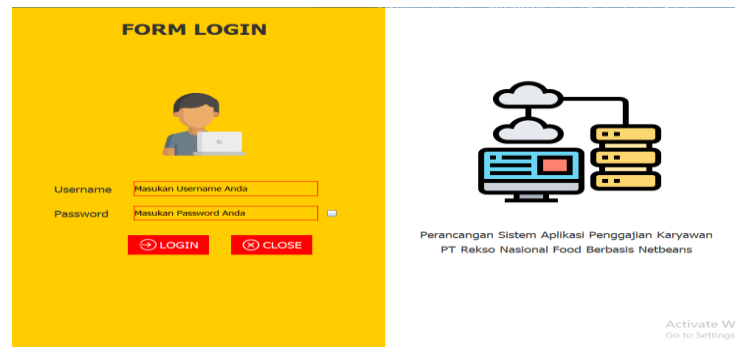 FORM LOGIN
Username
Masukan Username Anda
Password
Masukan Password Anda
LOGIN
CLOSE
Perancangan Sistem Aplikasi Penggajian Karyawan
PT Rekso Nasional Food Berbasis Netbeans
Activate W
Go to Settings